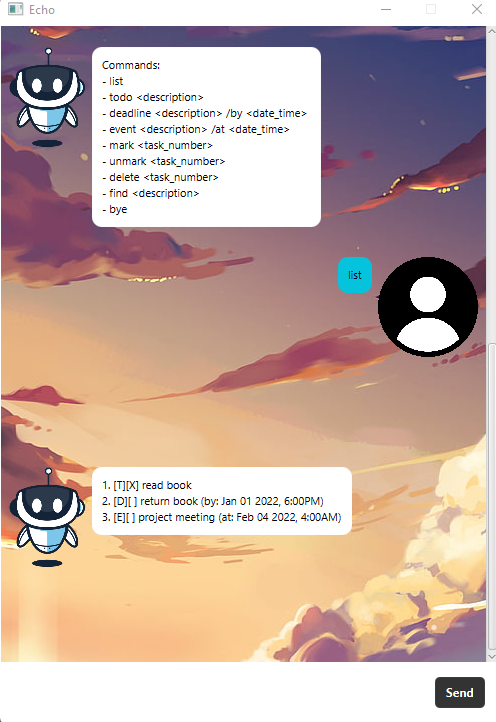 Echo
Commands:
- list
- todo <description>
- deadline <description> /by <date_time>
- event <description> /at <date_time>
- mark <task_number>
- unmark <task_number>
- delete <task_number>
- find <description>
- bye
list
1. [T][X] read book
2. [D][ ] return book (by: Jan 01 2022, 6:00PM)
3. [E][ ] project meeting (at: Feb 04 2022, 4:00AM)
Send